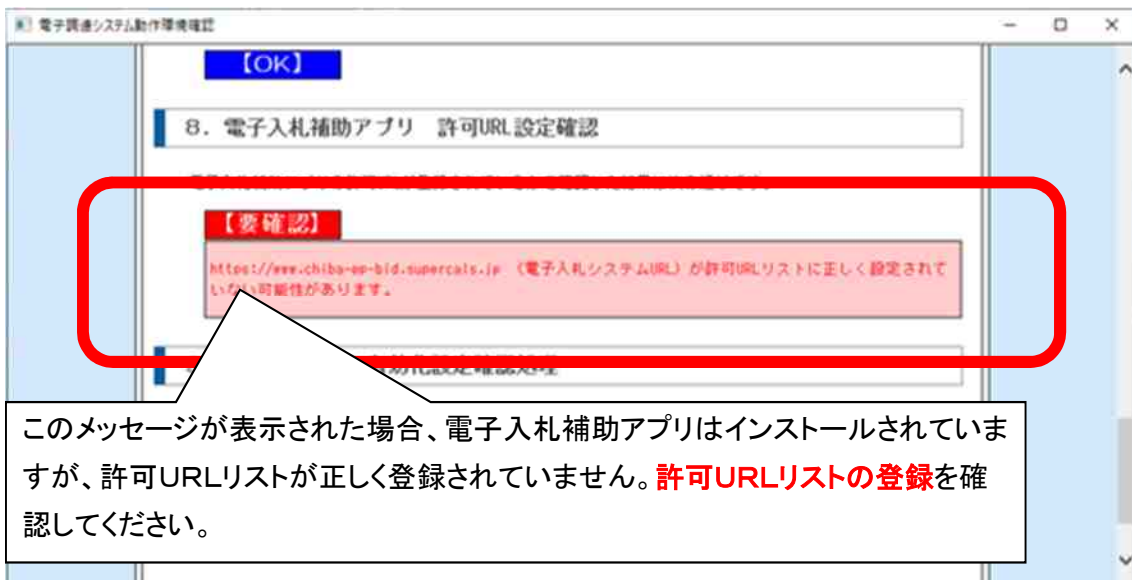 電子調達システム動作環境確認
【OK】
8. 電子入札補助アプリ 許可URL設定確認
【要確認】
https://www.chiba-ep-bid.supercals.jp (電子入札システムURL) が許可URLリストに正しく設定されて
いない可能性があります。
このメッセージが表示された場合、電子入札補助アプリはインストールされていま
すが、許可URLリストが正しく登録されていません。許可URLリストの登録を確
認してください。